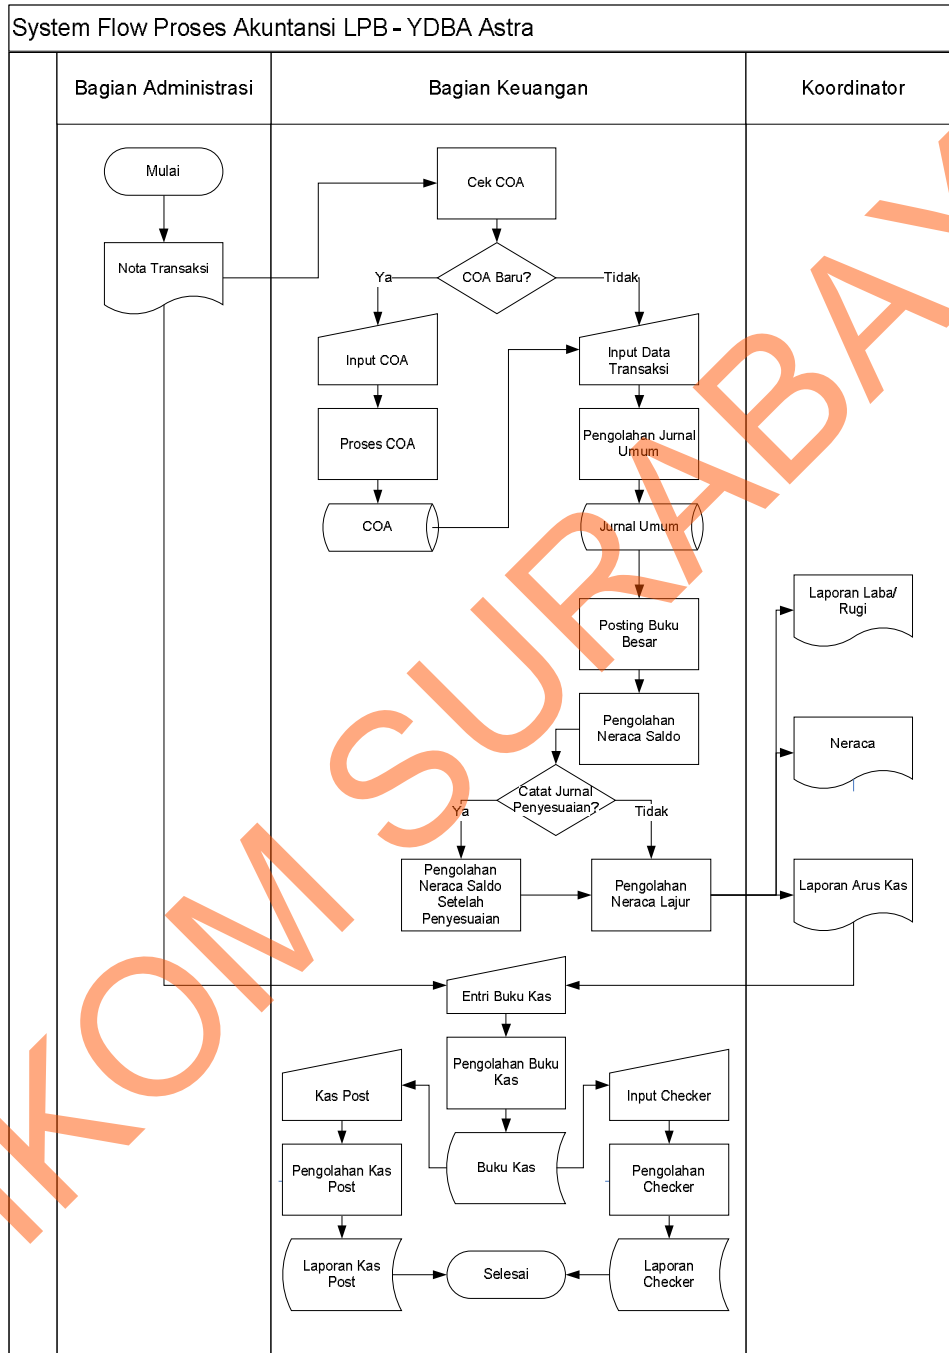 System Flow Proses Akuntansi LPB - YDBA Astra
Bagian Administrasi
Bagian Keuangan
Koordinator
Mulai
Nota Transaksi
Cek COA
COA Baru?
Ya
Tidak
Input COA
Input Data
Transaksi
Proses COA
Pengolahan Jurnal
Umum
COA
Jurnal Umum
Posting Buku
Besar
Laporan Laba/
Rugi
Pengolahan
Neraca Saldo
Neraca
Catat Jurnal
Penyesuaian?
Ya
Tidak
Pengolahan
Neraca Saldo
Setelah
Penyesuaian
Pengolahan
Neraca Lajur
Laporan Arus Kas
Entri Buku Kas
Pengolahan Buku
Kas
Kas Post
Input Checker
Buku Kas
Pengolahan Kas
Post
Pengolahan
Checker
Laporan Kas
Post
Selesai
Laporan
Checker
IKOM SURABAY